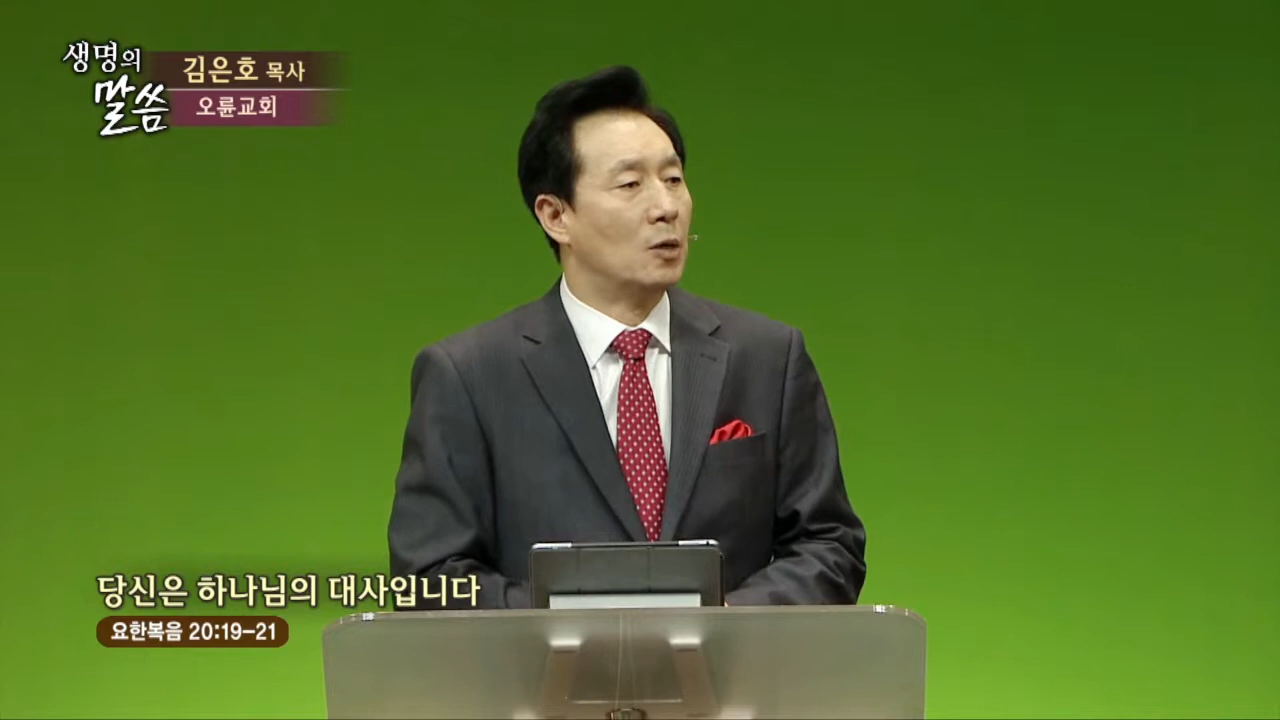 생명의
말씀
김은호 목사
오륜교회
당신은 하나님의 대사입니다
요한복음 20:19-21